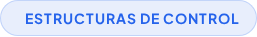 ESTRUCTURAS DE CONTROL